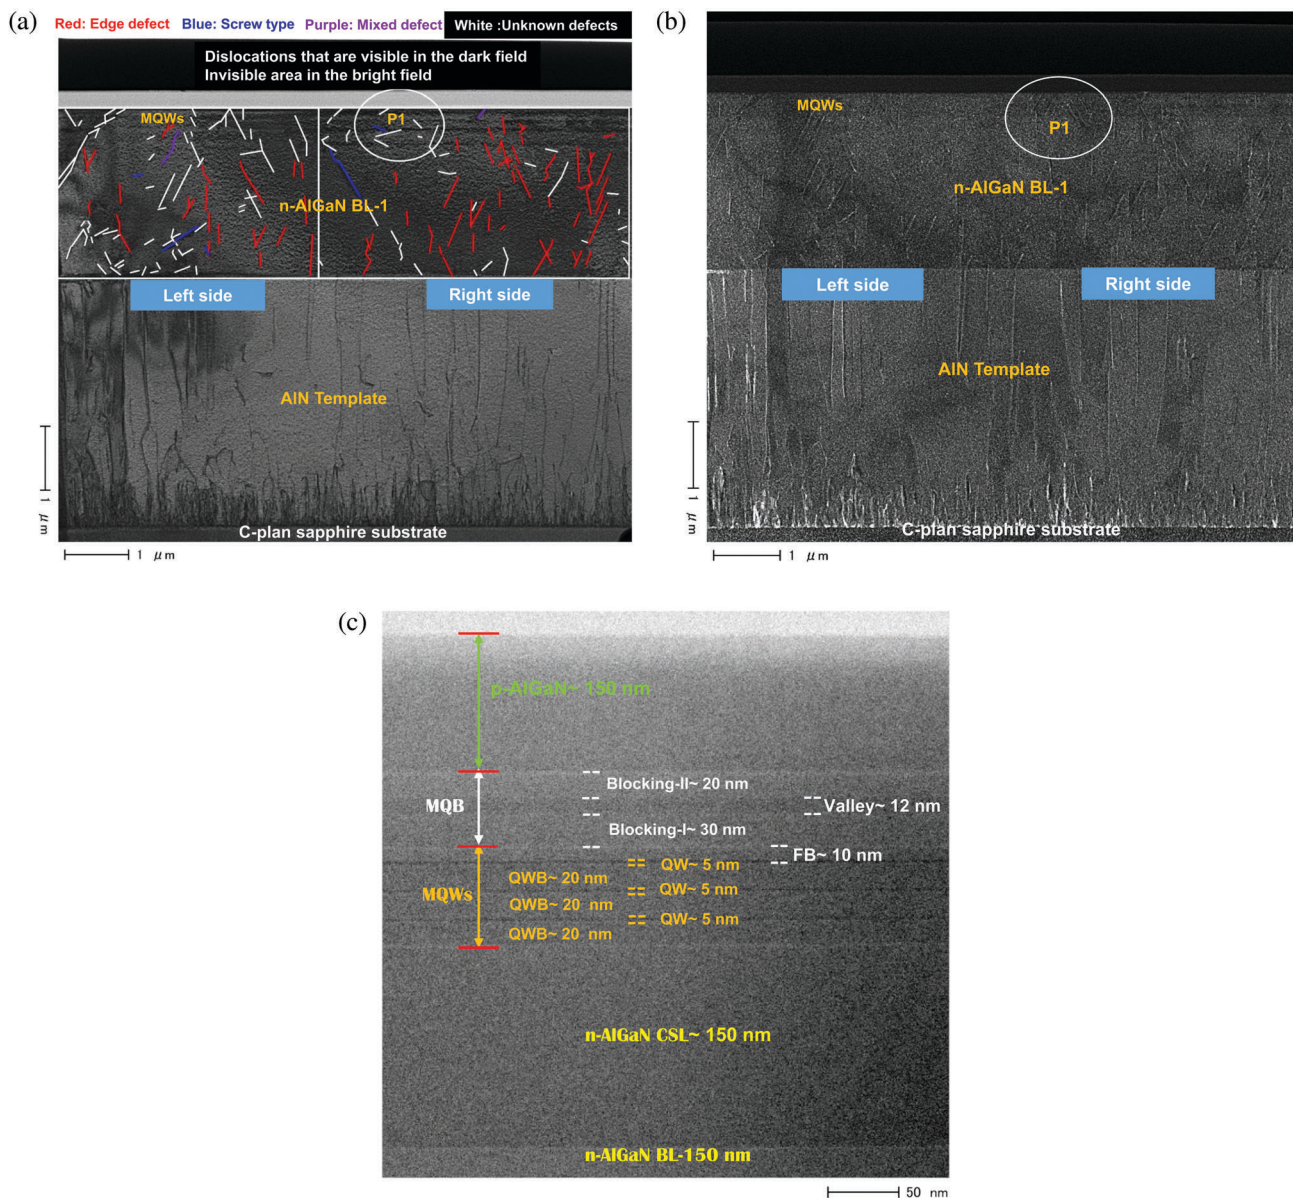 (a)
Red: Edge defect Blue: Screw type Purple: Mixed defect White :Unknown defects
Dislocations that are visible in the dark field
Invisible area in the bright field
MQWs
P1
n-AlGaN BL-1
Left side
Right side
AlN Template
C-plan sapphire substrate
1 μm
1 μm
(b)
MQWs
P1
n-AlGaN BL-1
Left side
Right side
AlN Template
C-plan sapphire substrate
1 μm
1 μm
(c)
p-AlGaN~ 150 nm
MQB
Blocking-II~ 20 nm
Valley~ 12 nm
Blocking-I~ 30 nm
FB~ 10 nm
MQWs
QW~ 5 nm
QWB~ 20 nm
QW~ 5 nm
QWB~ 20 nm
QW~ 5 nm
QWB~ 20 nm
n-AlGaN CSL~ 150 nm
n-AlGaN BL-150 nm
50 nm